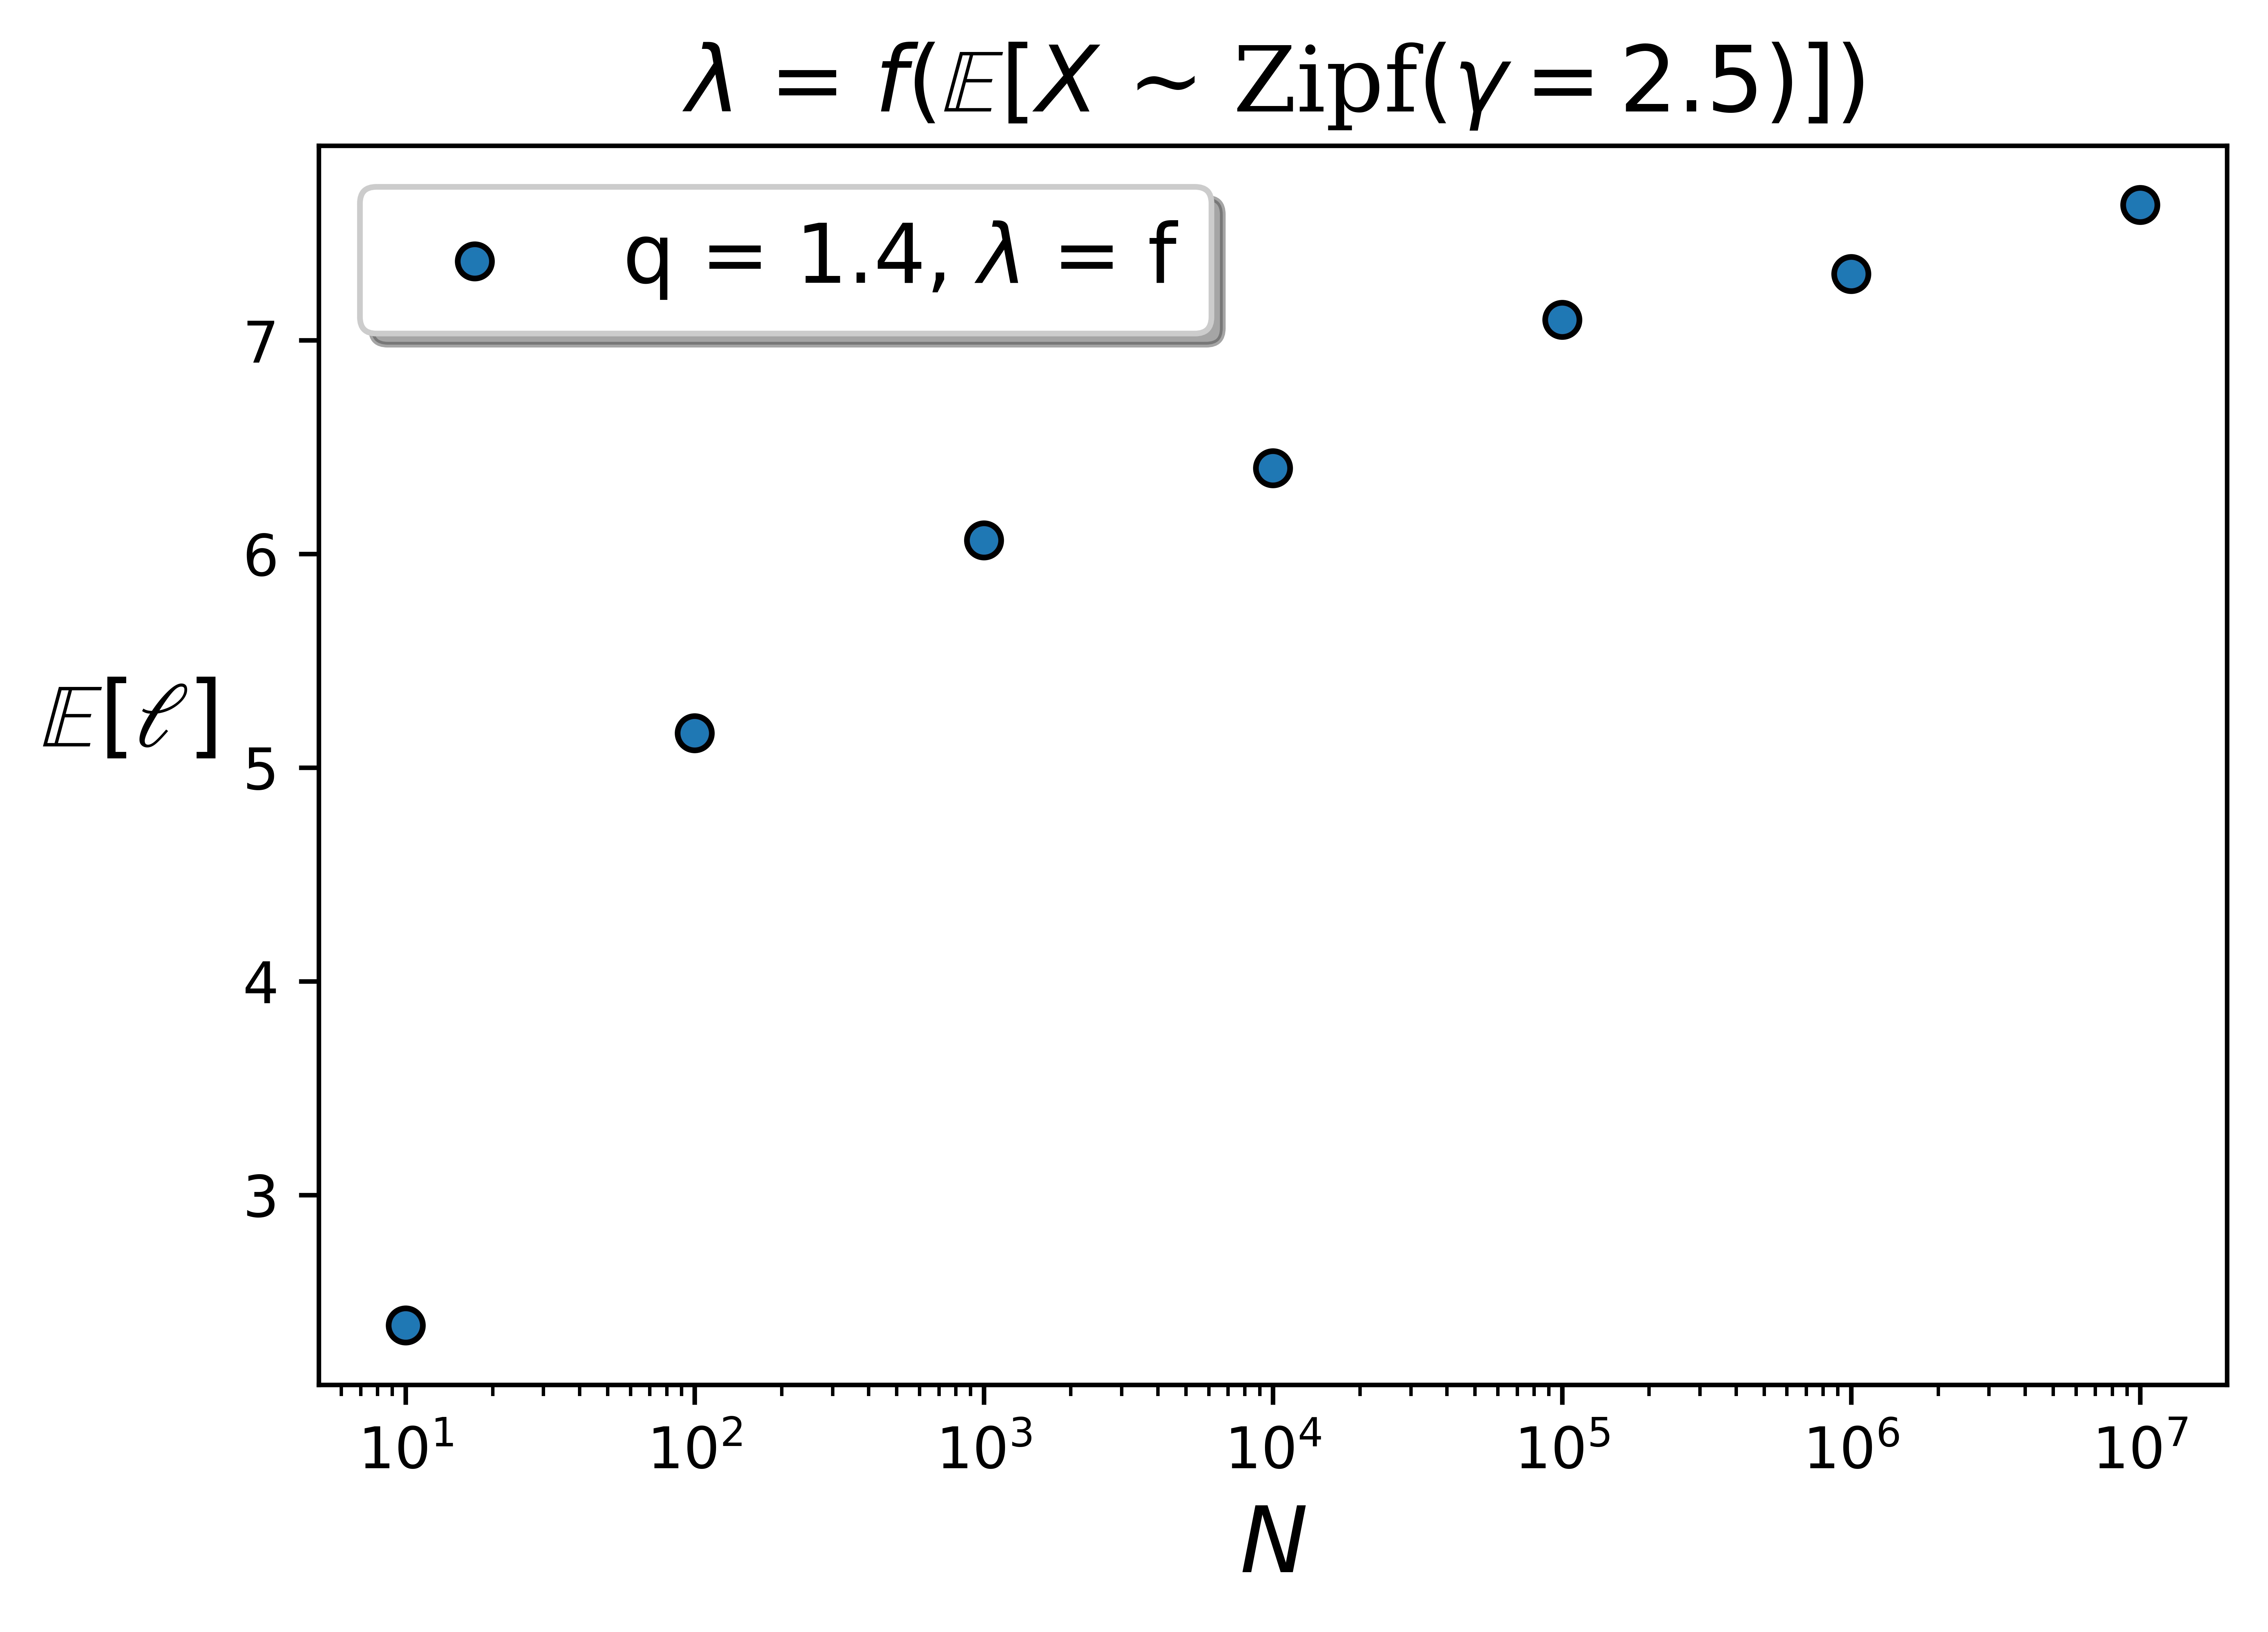 λ = f(𝔼[X ~ Zipf(γ = 2.5)])
q = 1.4, λ = f
7
6
𝔼[ℓ]
5
4
3
10¹ 10² 10³ 10⁴ 10⁵ 10⁶ 10⁷
N